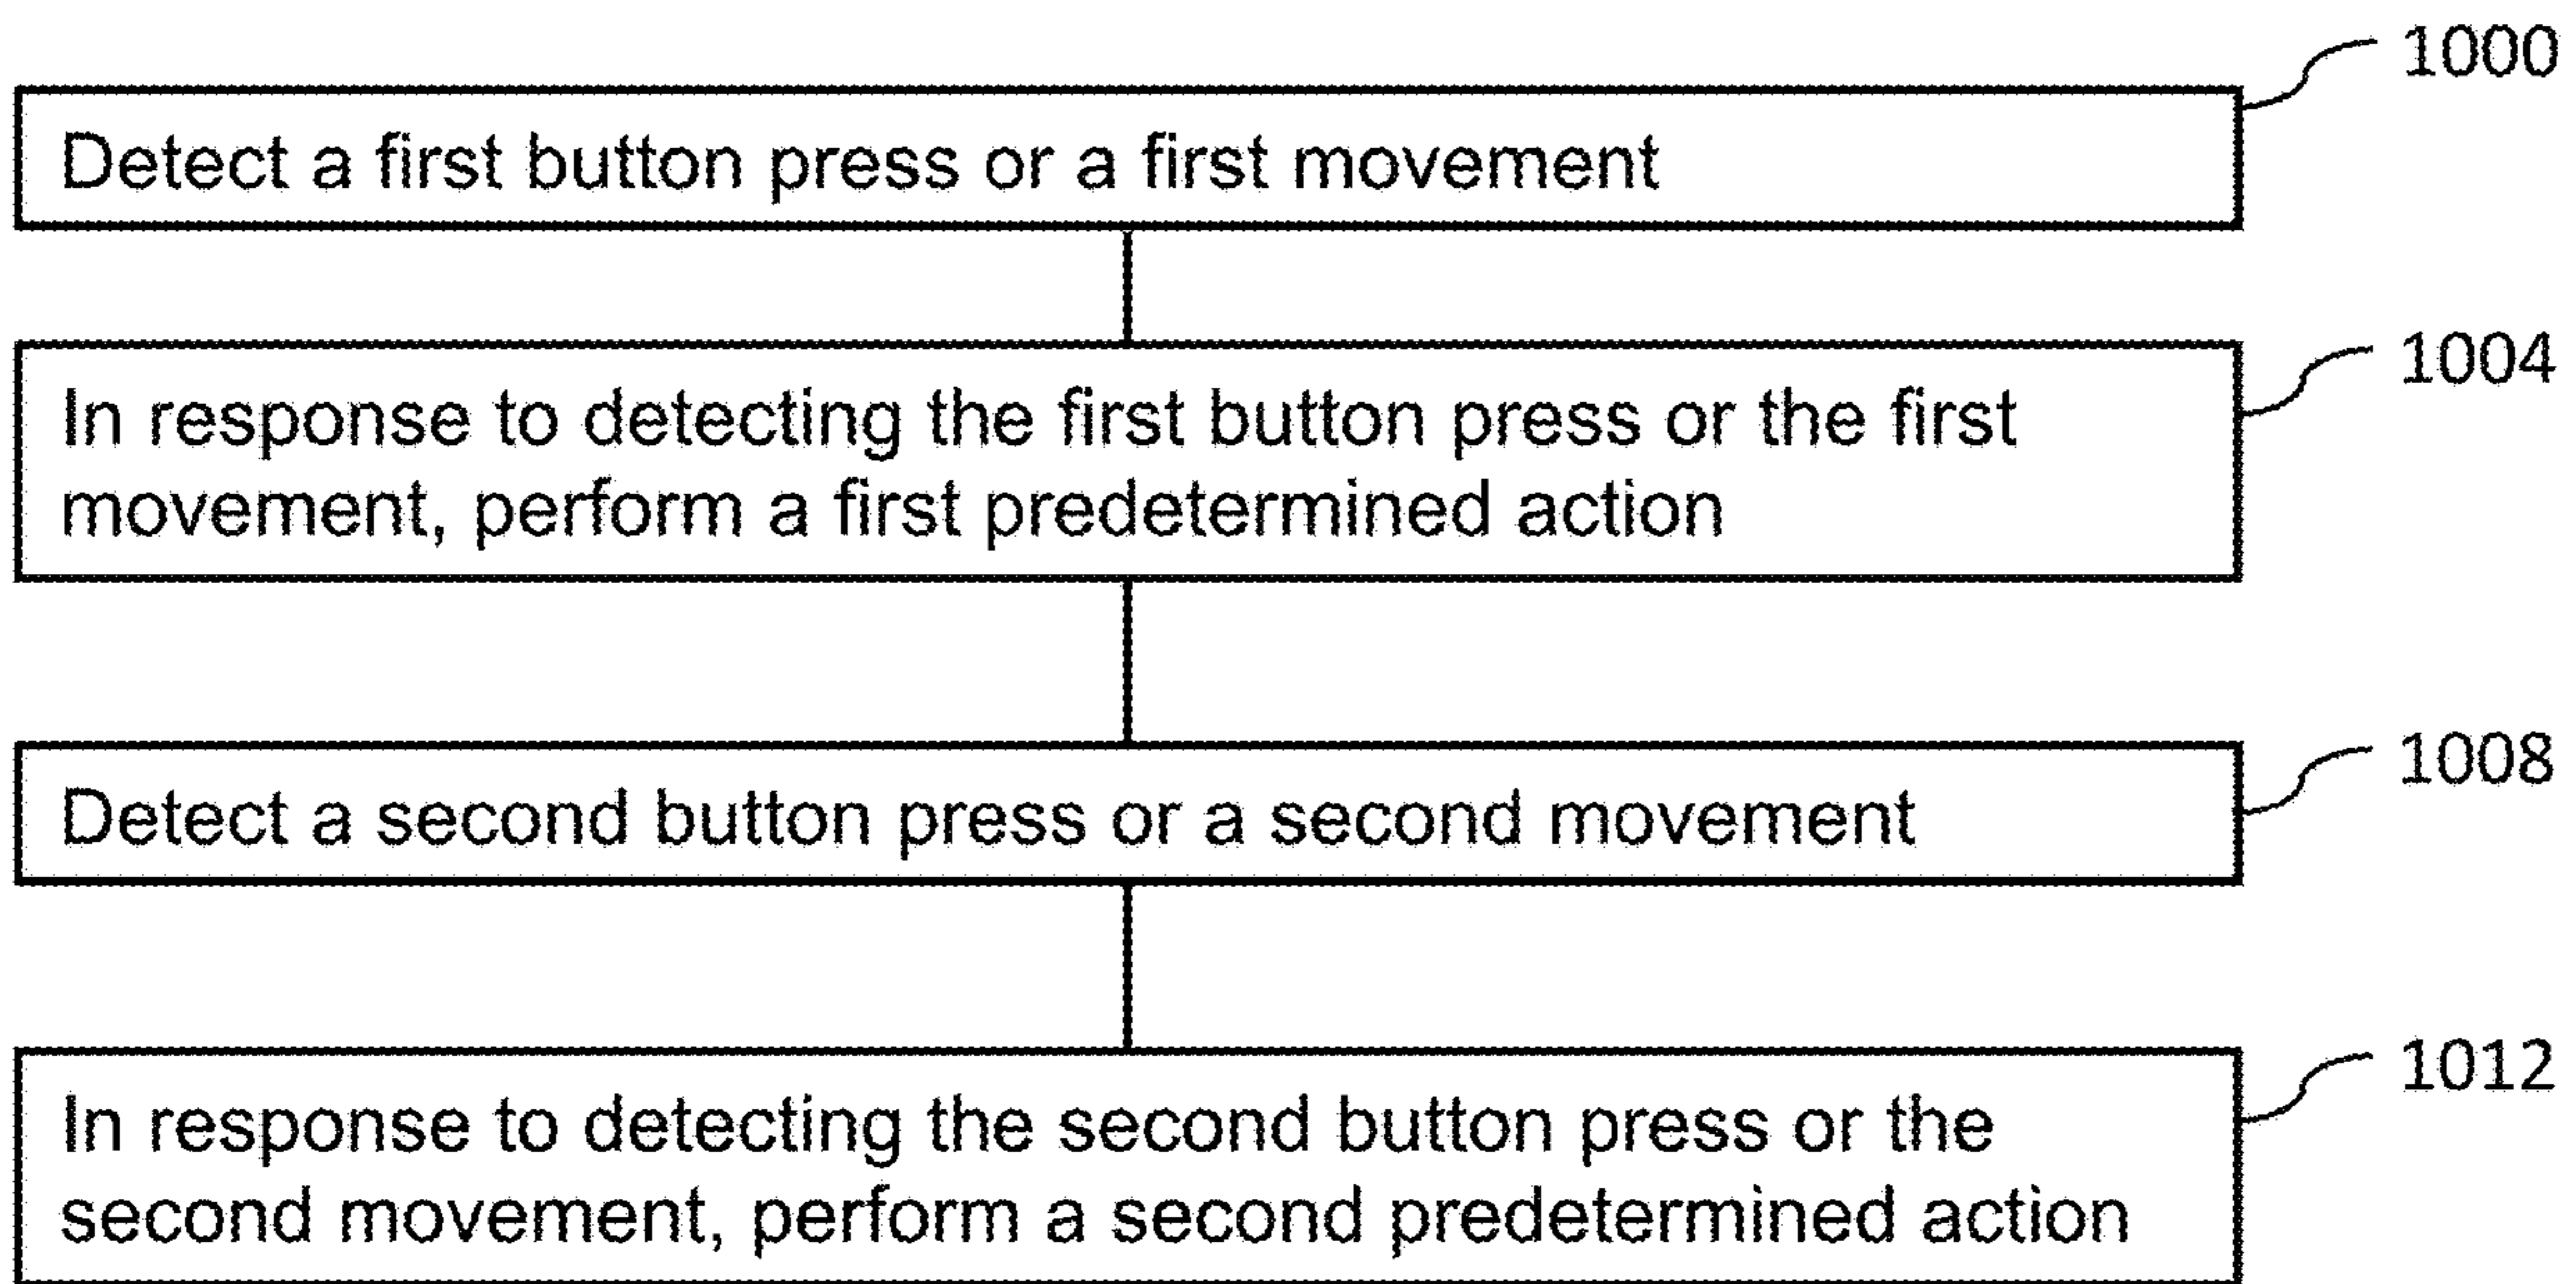 1000
Detect a first button press or a first movement
1004
In response to detecting the first button press or the first
movement, perform a first predetermined action
1008
Detect a second button press or a second movement
1012
In response to detecting the second button press or the
second movement, perform a second predetermined action